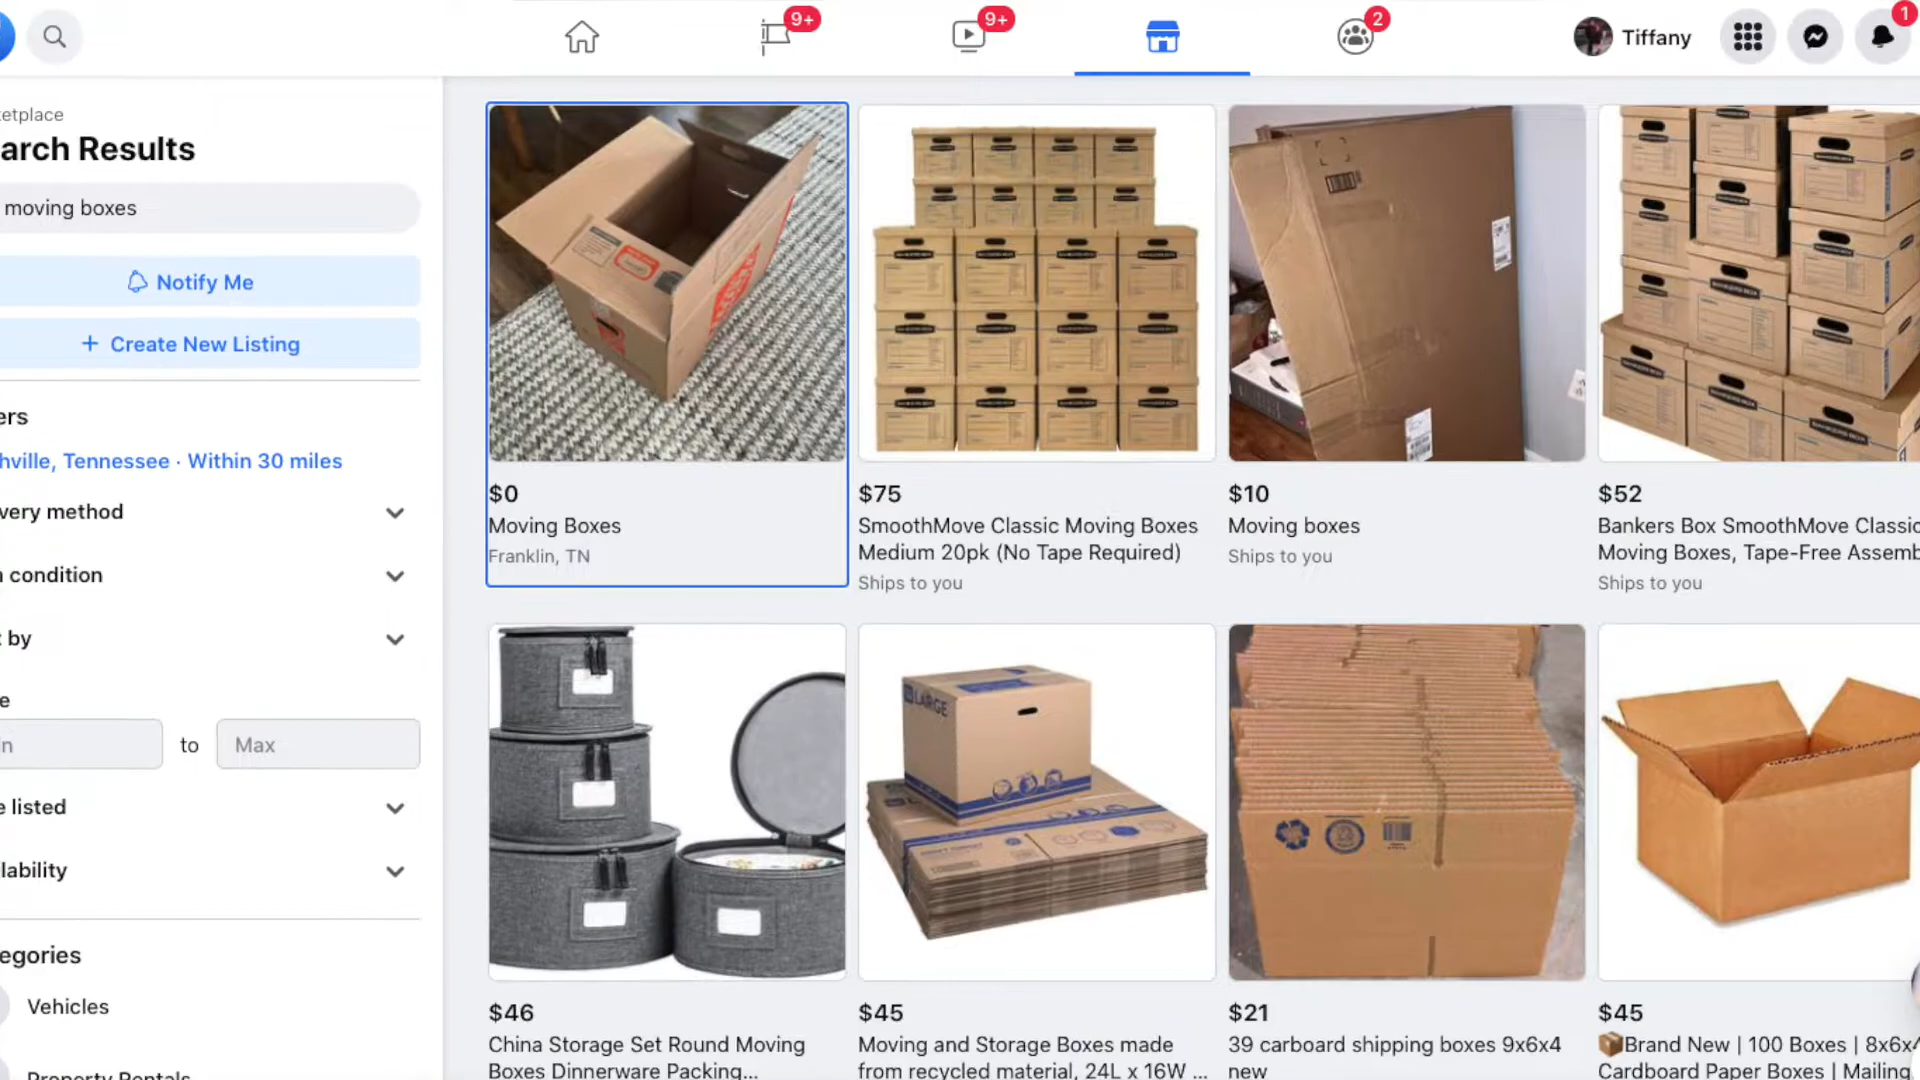 9+
9+
2
Tiffany
1
etplace
arch Results
moving boxes
Notify Me
+ Create New Listing
ers
hville, Tennessee · Within 30 miles
very method
condition
by
e
to
Max
e listed
lability
egories
Vehicles
Property Rentals
$0
Moving Boxes
Franklin, TN
$75
SmoothMove Classic Moving Boxes
Medium 20pk (No Tape Required)
Ships to you
$10
Moving boxes
Ships to you
$52
Bankers Box SmoothMove Classic
Moving Boxes, Tape-Free Assemb
Ships to you
LARGE
$46
China Storage Set Round Moving
Boxes Dinnerware Packing...
$45
Moving and Storage Boxes made
from recycled material, 24L x 16W ...
$21
39 carboard shipping boxes 9x6x4
new
$45
📦Brand New | 100 Boxes | 8x6x4
Cardboard Paper Boxes | Mailing